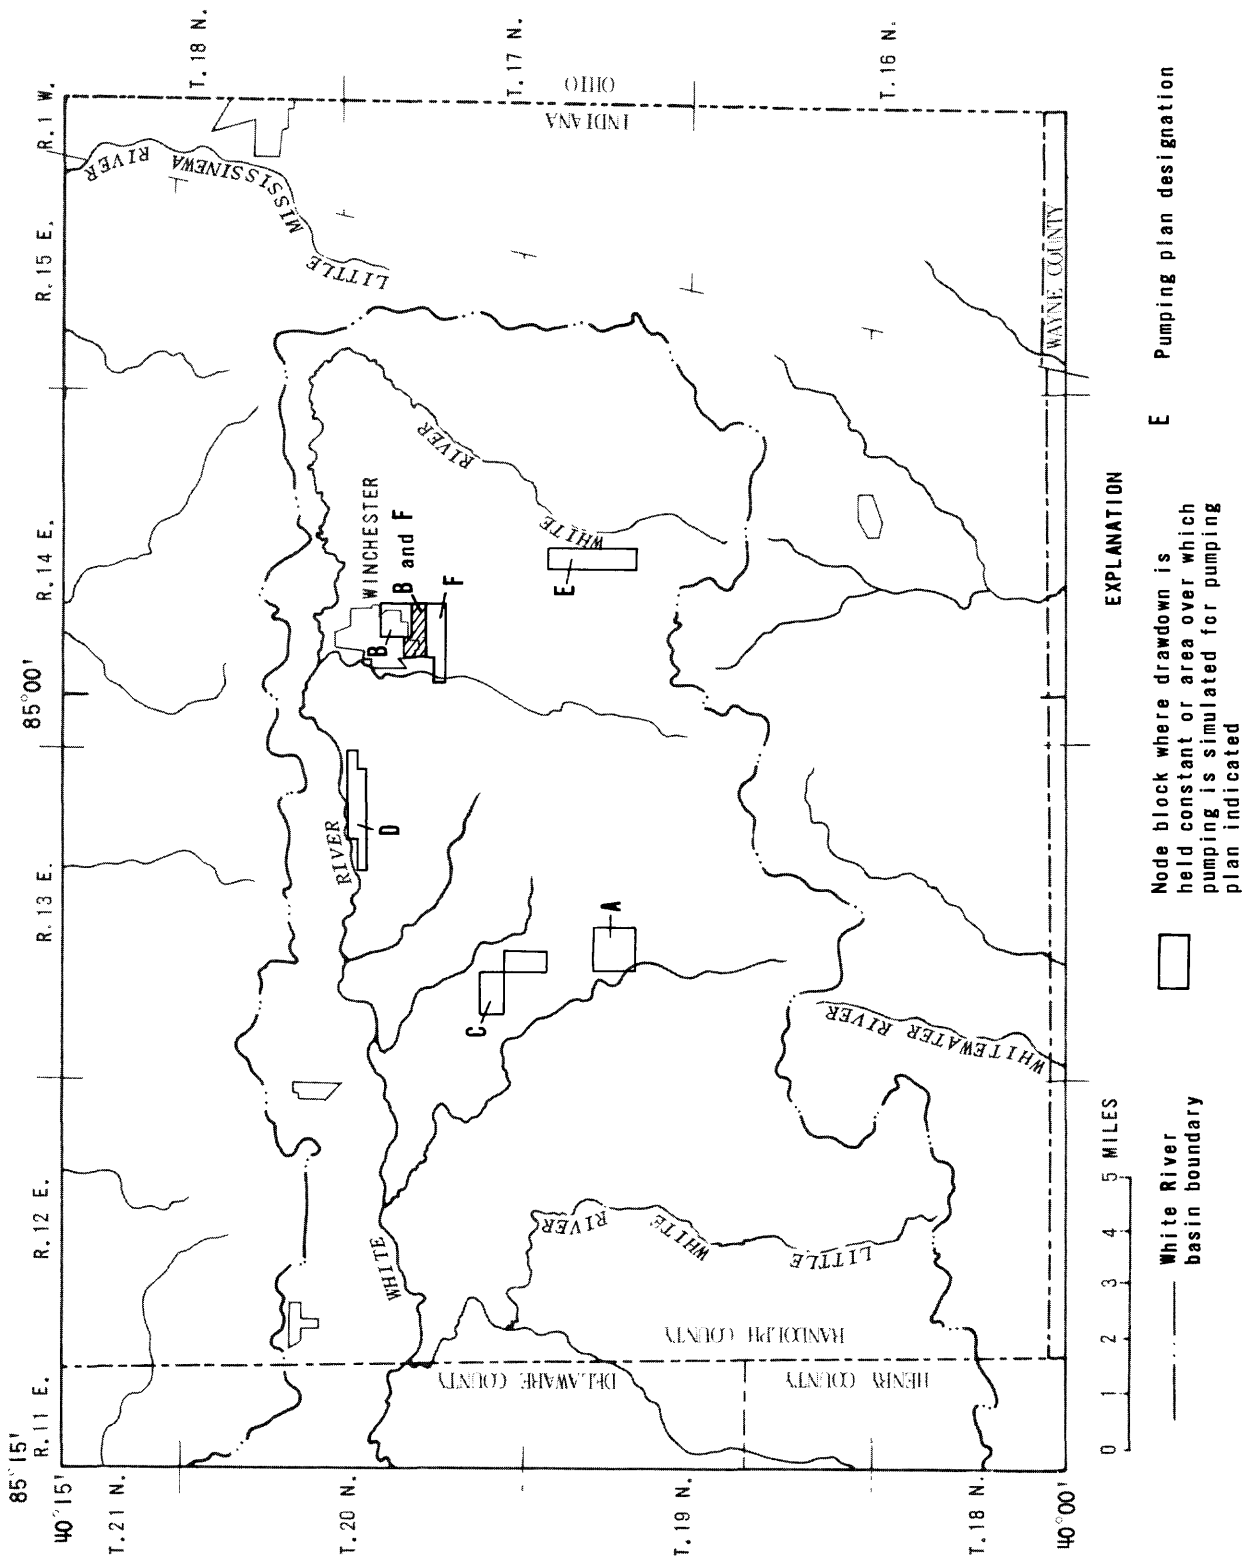 85°15'
R.11 E.
R.12 E.
R.13 E.
85°00'
R.14 E.
R.15 E.
R.1 W.
40°15'
T.21 N.
T.20 N.
T.19 N.
T.18 N.
40°00'
T.18 N.
T.17 N.
T.16 N.
INDIANA
OHIO
LITTLE MISSISSINEWA RIVER
WINCHESTER
B
B and F
F
WHITE RIVER
E
D
WHITE RIVER
C
A
LITTLE WHITE RIVER
WHITEWATER RIVER
DELAWARE COUNTY
RANDOLPH COUNTY
HENRY COUNTY
WAYNE COUNTY
0 1 2 3 4 5 MILES
EXPLANATION
White River
basin boundary
Node block where drawdown is
held constant or area over which
pumping is simulated for pumping
plan indicated
E Pumping plan designation